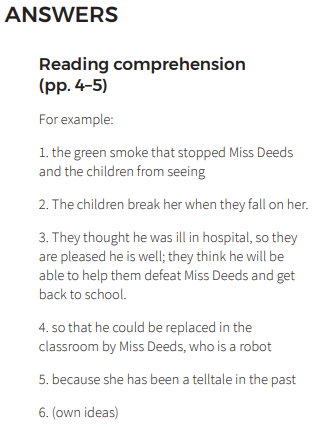 ANSWERS
Reading comprehension
(pp. 4–5)
For example:
1. the green smoke that stopped Miss Deeds
and the children from seeing
2. The children break her when they fall on her.
3. They thought he was ill in hospital, so they
are pleased he is well; they think he will be
able to help them defeat Miss Deeds and get
back to school.
4. so that he could be replaced in the
classroom by Miss Deeds, who is a robot
5. because she has been a telltale in the past
6. (own ideas)